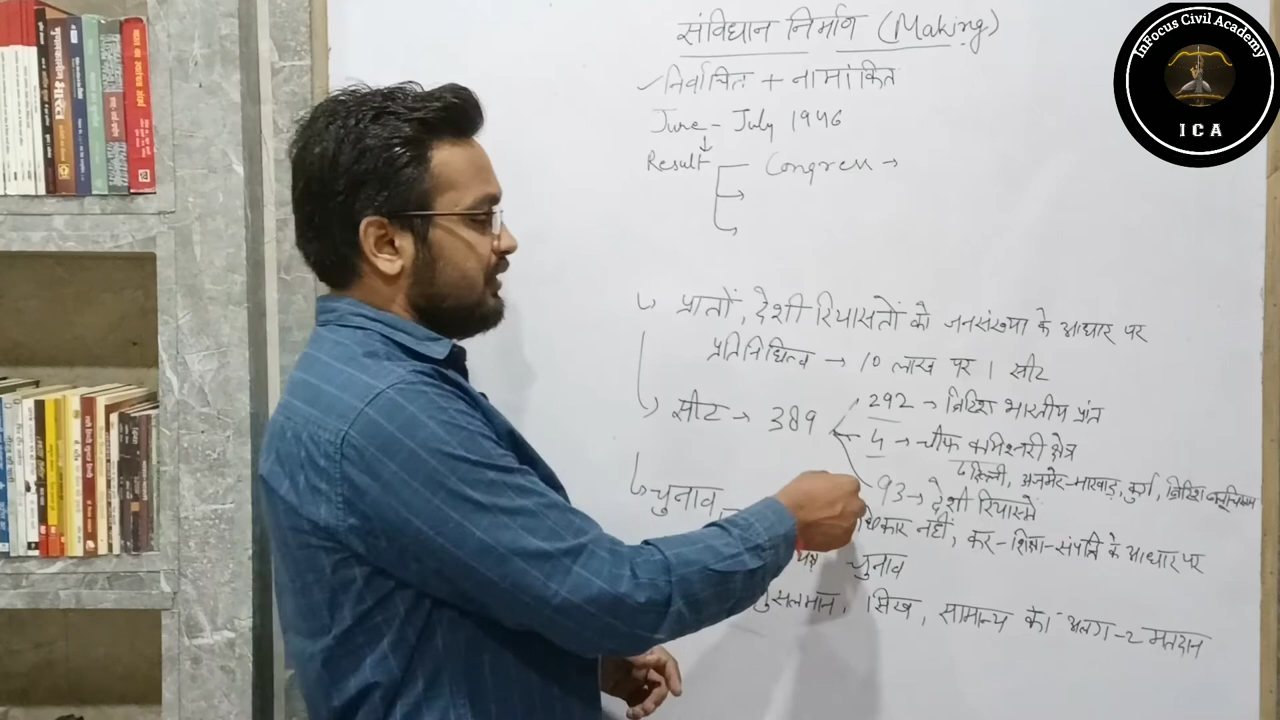 संविधान निर्माण (Making)
निर्वाचित + नामांकित
June - July 1946
Result
Congress →
प्रांतों, देशी रियासतों को जनसंख्या के आधार पर
प्रतिनिधित्व → 10 लाख पर 1 सीट
सीट → 389
292 → ब्रिटिश भारतीय प्रांत
4 → चीफ कमिश्नरी क्षेत्र
दिल्ली, अजमेर-मारवाड़, कुर्ग, ब्रिटिश बलूचिस्तान
93 → देशी रियासतें
चुनाव
नहीं, कर-शिक्षा-संपत्ति के आधार पर
चुनाव
मुसलमान, सिख, सामान्य का अलग-2 मतदान
InFocus Civil Academy
ICA